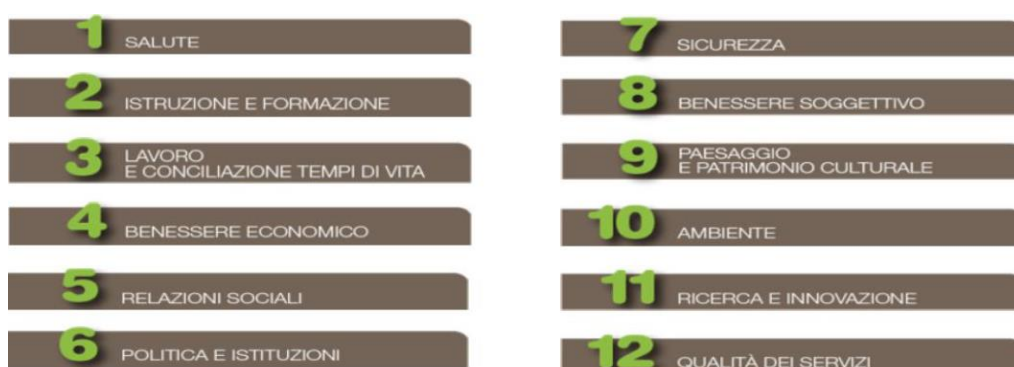 1 SALUTE
2 ISTRUZIONE E FORMAZIONE
3 LAVORO
E CONCILIAZIONE TEMPI DI VITA
4 BENESSERE ECONOMICO
5 RELAZIONI SOCIALI
6 POLITICA E ISTITUZIONI
7 SICUREZZA
8 BENESSERE SOGGETTIVO
9 PAESAGGIO
E PATRIMONIO CULTURALE
10 AMBIENTE
11 RICERCA E INNOVAZIONE
12 QUALITÀ DEI SERVIZI